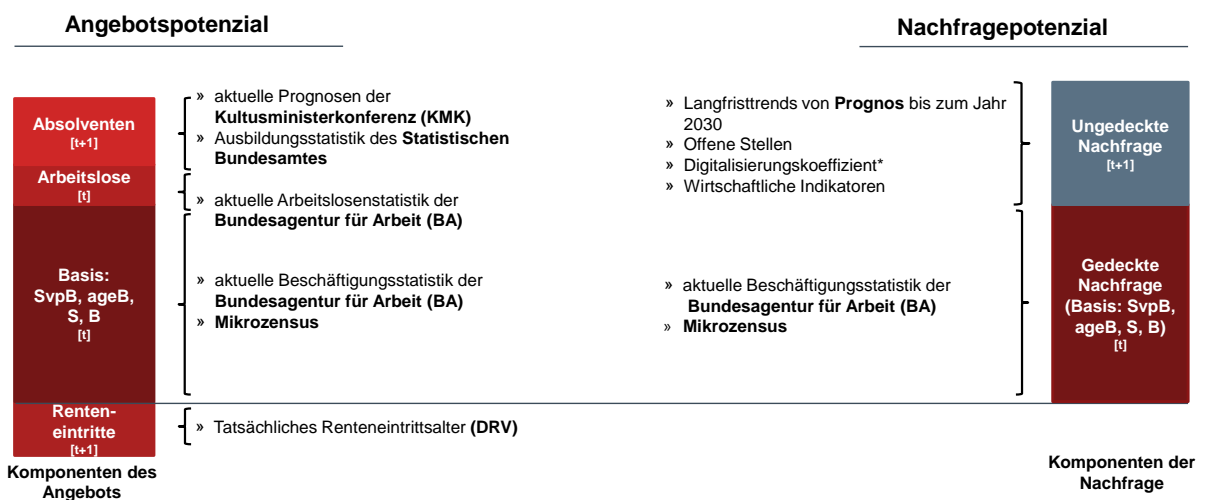 Angebotspotenzial
Nachfragepotenzial
Absolventen
[t+1]
Arbeitslose
[t]
Basis:
SvpB, ageB,
S, B
[t]
Renten-
eintritte
[t+1]
Komponenten des
Angebots
» aktuelle Prognosen der
Kultusministerkonferenz (KMK)
» Ausbildungsstatistik des Statistischen
Bundesamtes
» aktuelle Arbeitslosenstatistik der
Bundesagentur für Arbeit (BA)
» aktuelle Beschäftigungsstatistik der
Bundesagentur für Arbeit (BA)
» Mikrozensus
» Tatsächliches Renteneintrittsalter (DRV)
» Langfristtrends von Prognos bis zum Jahr
2030
» Offene Stellen
» Digitalisierungskoeffizient*
» Wirtschaftliche Indikatoren
» aktuelle Beschäftigungsstatistik der
Bundesagentur für Arbeit (BA)
» Mikrozensus
Ungedeckte
Nachfrage
[t+1]
Gedeckte
Nachfrage
(Basis: SvpB,
ageB, S, B)
[t]
Komponenten der
Nachfrage